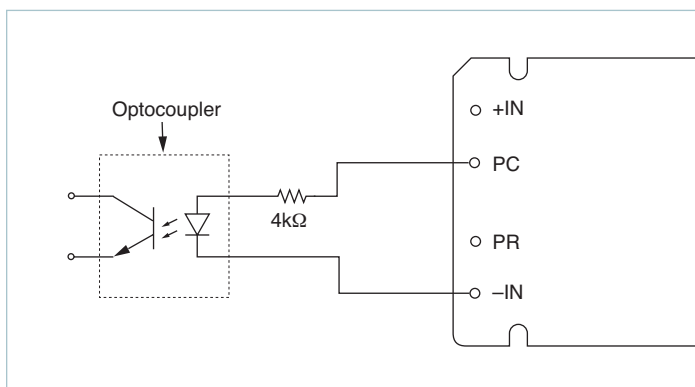 Optocoupler
4kΩ
+IN
PC
PR
–IN